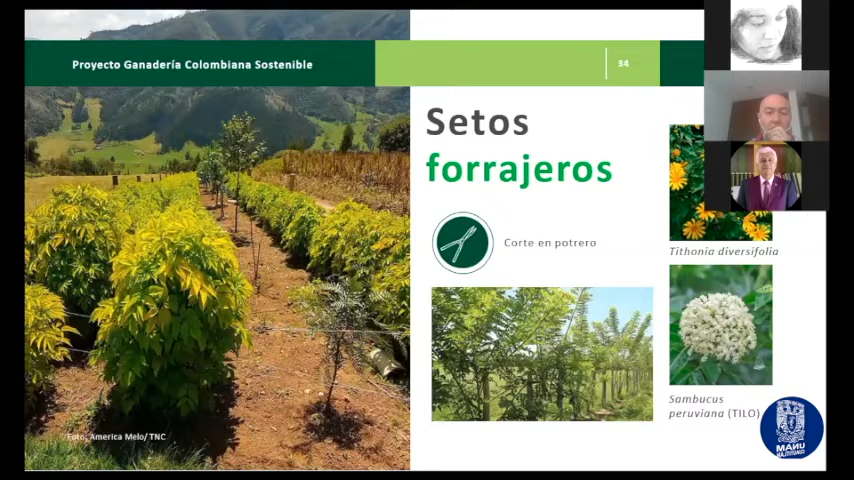 Proyecto Ganadería Colombiana Sostenible
34
Setos
forrajeros
Corte en potrero
Tithonia diversifolia
Sambucus
peruviana (TILO)
Foto: America Melo/ TNC